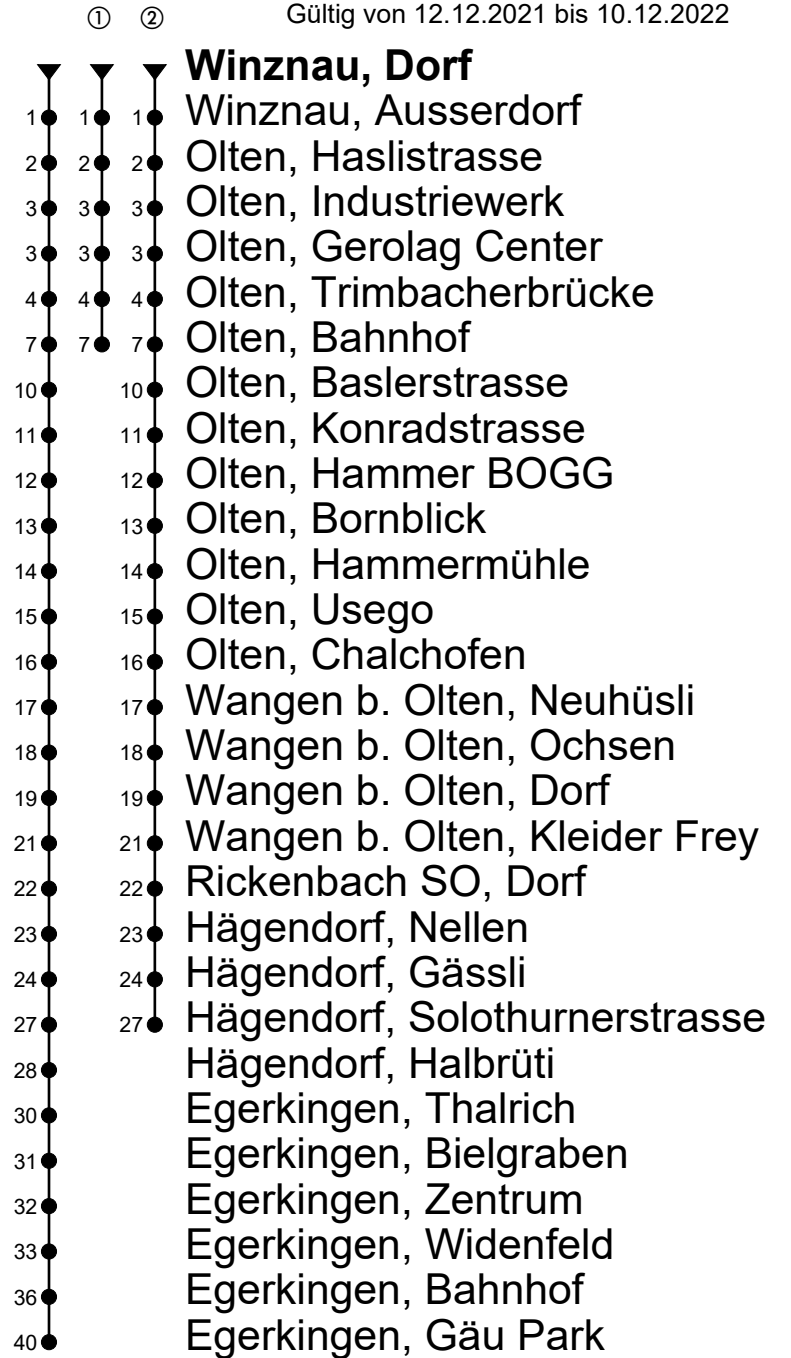 ① ② Gültig von 12.12.2021 bis 10.12.2022
Winznau, Dorf
1 1 1 Winznau, Ausserdorf
2 2 2 Olten, Haslistrasse
3 3 3 Olten, Industriewerk
3 3 3 Olten, Gerolag Center
4 4 4 Olten, Trimbacherbrücke
7 7 7 Olten, Bahnhof
10 10 Olten, Baslerstrasse
11 11 Olten, Konradstrasse
12 12 Olten, Hammer BOGG
13 13 Olten, Bornblick
14 14 Olten, Hammermühle
15 15 Olten, Usego
16 16 Olten, Chalchofen
17 17 Wangen b. Olten, Neuhüsli
18 18 Wangen b. Olten, Ochsen
19 19 Wangen b. Olten, Dorf
21 21 Wangen b. Olten, Kleider Frey
22 22 Rickenbach SO, Dorf
23 23 Hägendorf, Nellen
24 24 Hägendorf, Gässli
27 27 Hägendorf, Solothurnerstrasse
28 Hägendorf, Halbrüti
30 Egerkingen, Thalrich
31 Egerkingen, Bielgraben
32 Egerkingen, Zentrum
33 Egerkingen, Widenfeld
36 Egerkingen, Bahnhof
40 Egerkingen, Gäu Park